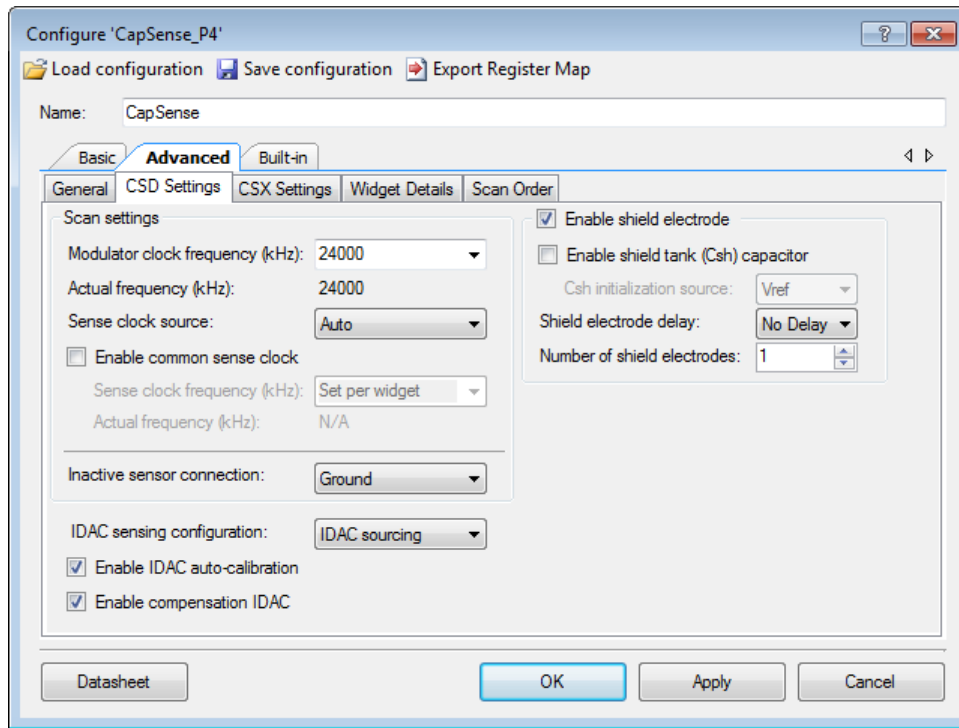 Configure 'CapSense_P4'
Load configuration Save configuration Export Register Map
Name: CapSense
Basic Advanced Built-in
General CSD Settings CSX Settings Widget Details Scan Order
Scan settings
Modulator clock frequency (kHz): 24000
Actual frequency (kHz): 24000
Sense clock source: Auto
Enable common sense clock
Sense clock frequency (kHz): Set per widget
Actual frequency (kHz): N/A
Inactive sensor connection: Ground
IDAC sensing configuration: IDAC sourcing
Enable IDAC auto-calibration
Enable compensation IDAC
Enable shield electrode
Enable shield tank (Csh) capacitor
Csh initialization source: Vref
Shield electrode delay: No Delay
Number of shield electrodes: 1
Datasheet OK Apply Cancel